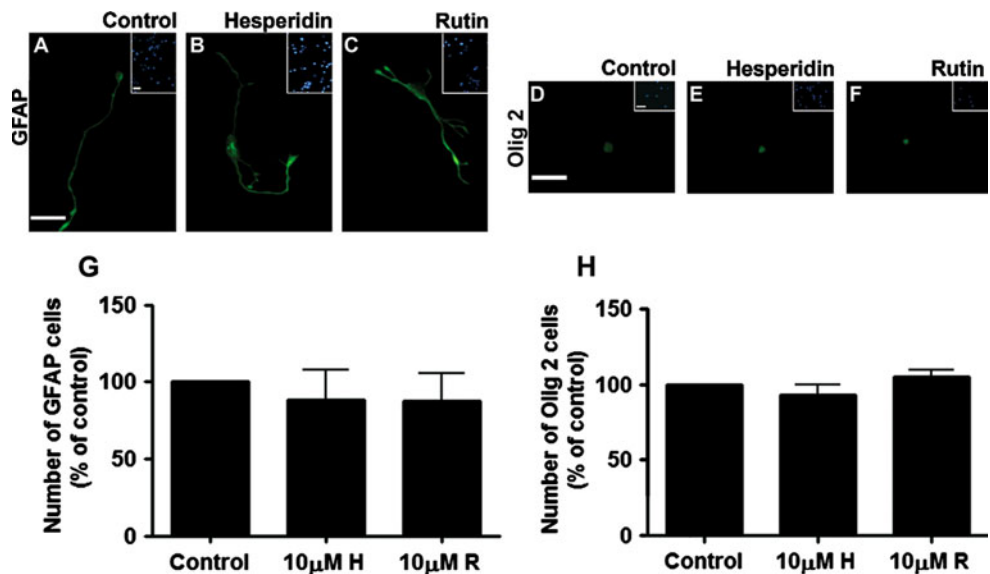 Control Hesperidin Rutin
A B C
GFAP
Control Hesperidin Rutin
D E F
Olig 2
G
Number of GFAP cells
(% of control)
150
100
50
0
Control 10µM H 10µM R
H
Number of Olig 2 cells
(% of control)
150
100
50
0
Control 10µM H 10µM R